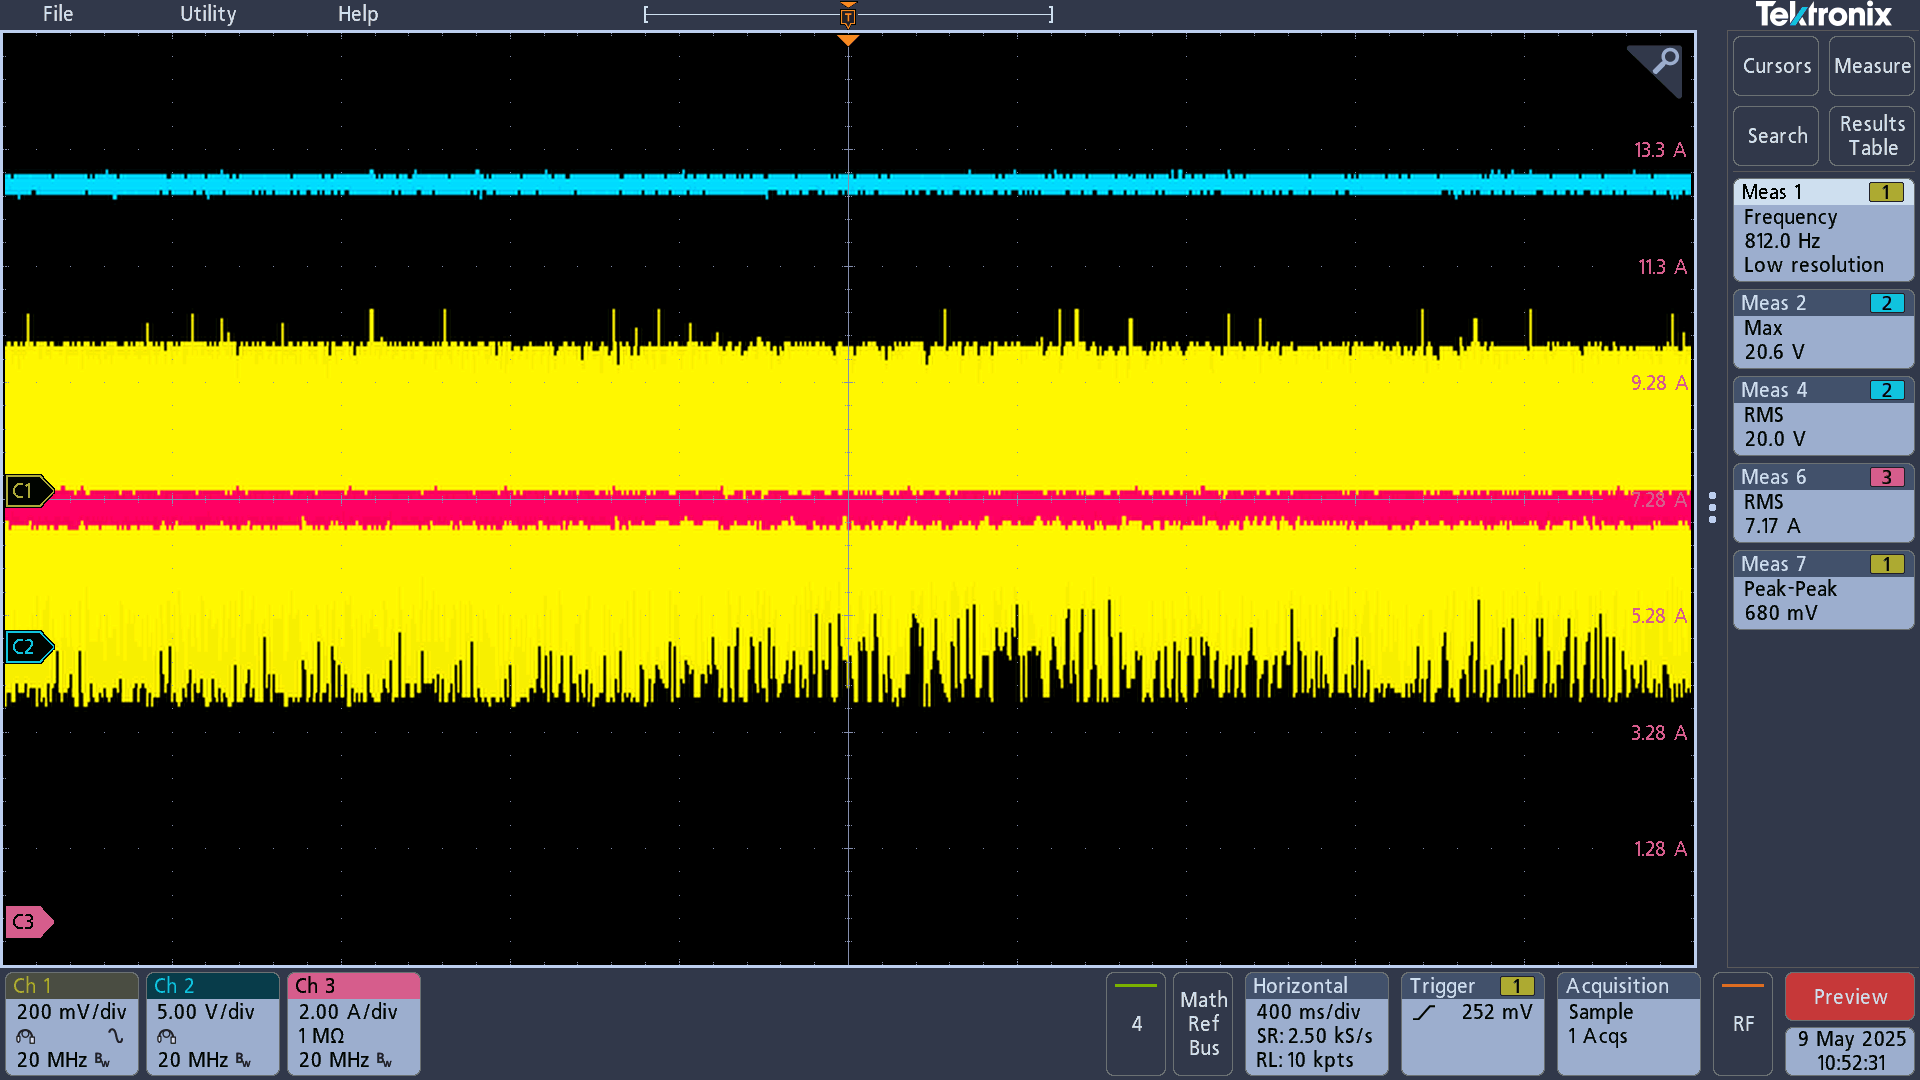 File Utility Help
Tektronix
Cursors Measure
Search Results Table
T
13.3 A
11.3 A
9.28 A
7.28 A
5.28 A
3.28 A
1.28 A
C1
C2
C3
Meas 1 1
Frequency
812.0 Hz
Low resolution
Meas 2 2
Max
20.6 V
Meas 4 2
RMS
20.0 V
Meas 6 3
RMS
7.17 A
Meas 7 1
Peak-Peak
680 mV
Ch 1
200 mV/div
20 MHz Bw
Ch 2
5.00 V/div
20 MHz Bw
Ch 3
2.00 A/div
1 MΩ
20 MHz Bw
4
Math
Ref
Bus
Horizontal
400 ms/div
SR: 2.50 kS/s
RL: 10 kpts
Trigger 1
252 mV
Acquisition
Sample
1 Acqs
RF
Preview
9 May 2025
10:52:31